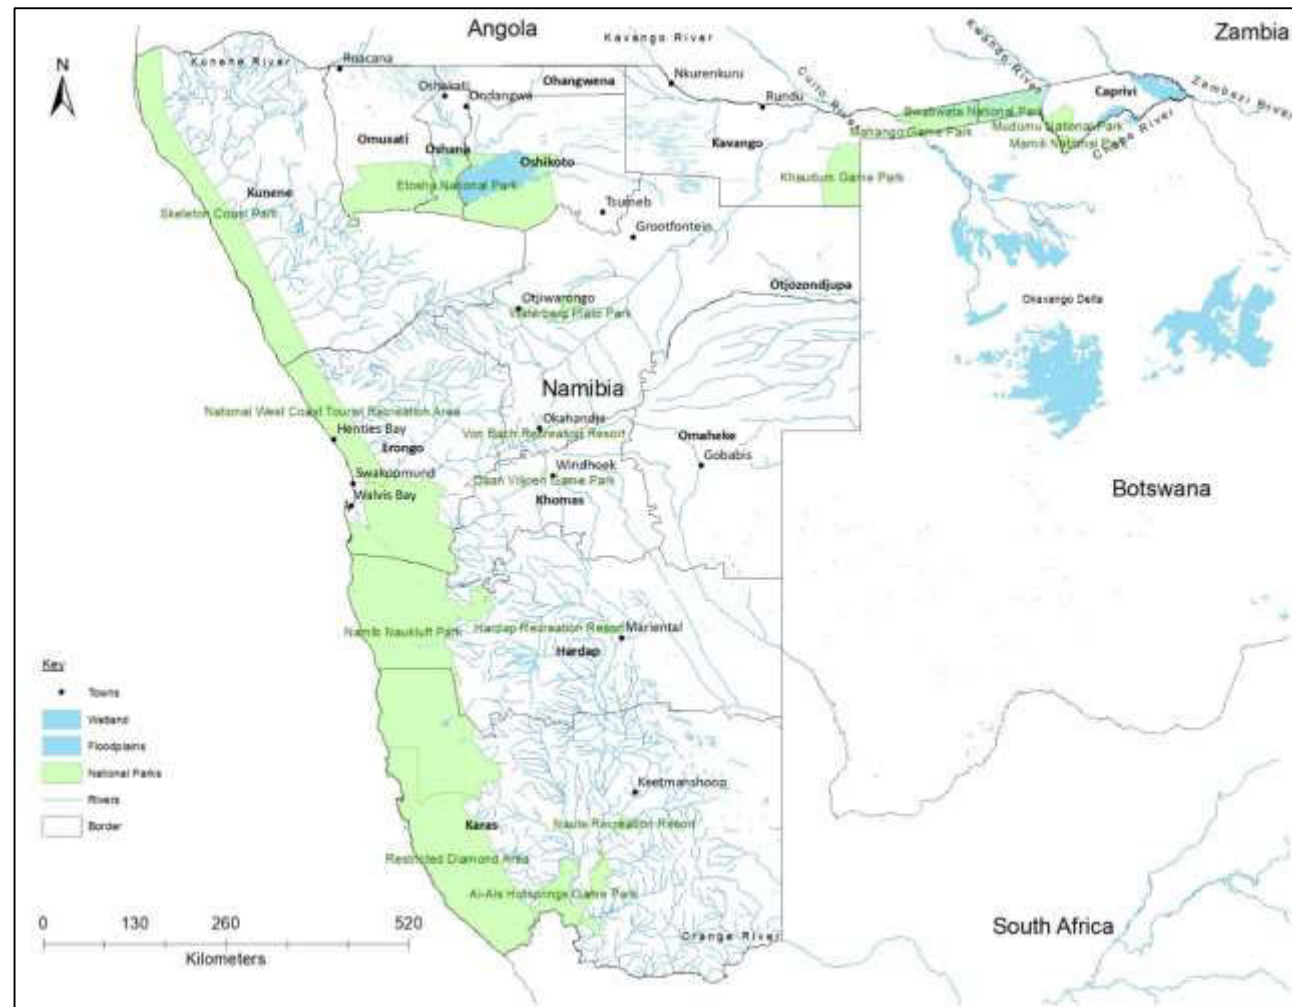 Angola
Zambia
N
Kunene River
Ruacana
Kavango River
Kwando River
Oshakati
Ohangwena
Nkurenkuru
Ondangwa
Rundu
Cuito River
Caprivi
Zambezi River
Bwabwata National Park
Mudumu National Park
Mahango Game Park
Mamili National Park
Chobe River
Omusati
Oshana
Oshikoto
Kavango
Etosha National Park
Khaudum Game Park
Kunene
Skeleton Coast Park
Tsumeb
Grootfontein
Otjozondjupa
Okavango Delta
Otjiwarongo
Waterberg Plato Park
Namibia
National West Coast Tourist Recreation Area
Okahandja
Henties Bay
Von Bach Recreation Resort
Omaheke
Erongo
Gobabis
Windhoek
Swakopmund
Daan Viljoen Game Park
Botswana
Walvis Bay
Khomas
Namib Naukluft Park
Hardap Recreation Resort
Mariental
Hardap
Key
Towns
Wetland
Floodplains
National Parks
Rivers
Border
Keetmanshoop
Karas
Naute Recreation Resort
Restricted Diamond Area
Ai-Ais Hotsprings Game Park
0 130 260 520
Kilometers
Orange River
South Africa